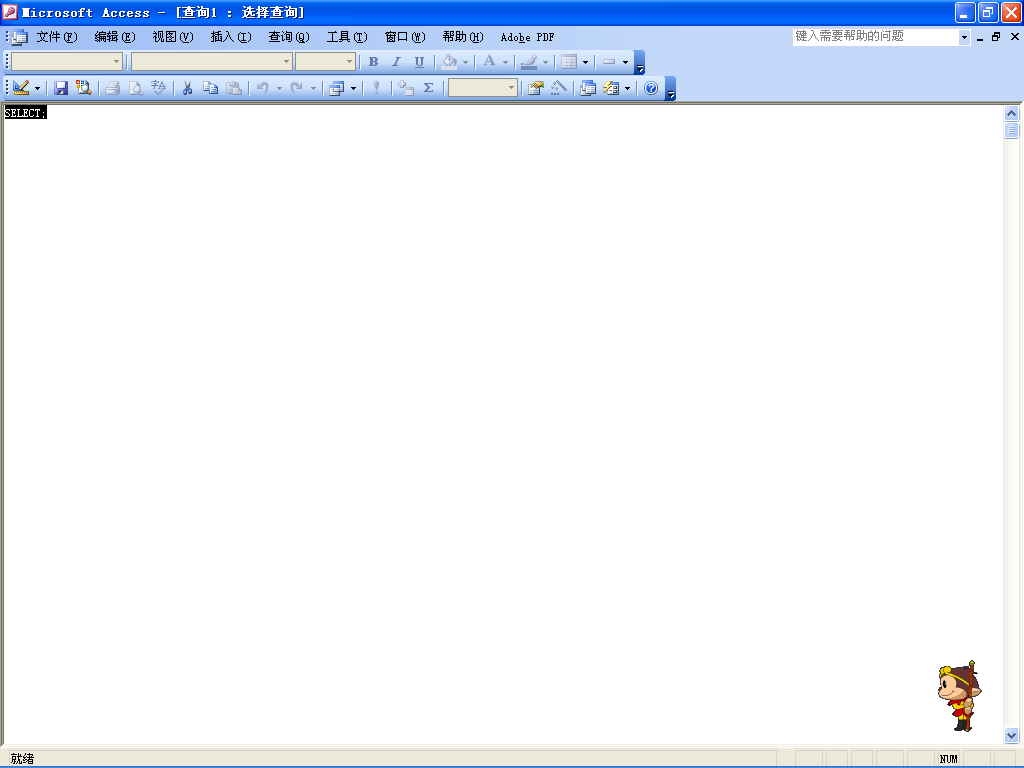 Microsoft Access - [查询1 : 选择查询]
文件(F) 编辑(E) 视图(V) 插入(I) 查询(Q) 工具(T) 窗口(W) 帮助(H) Adobe PDF 键入需要帮助的问题
B I U A
Σ
SELECT;
就绪 NUM